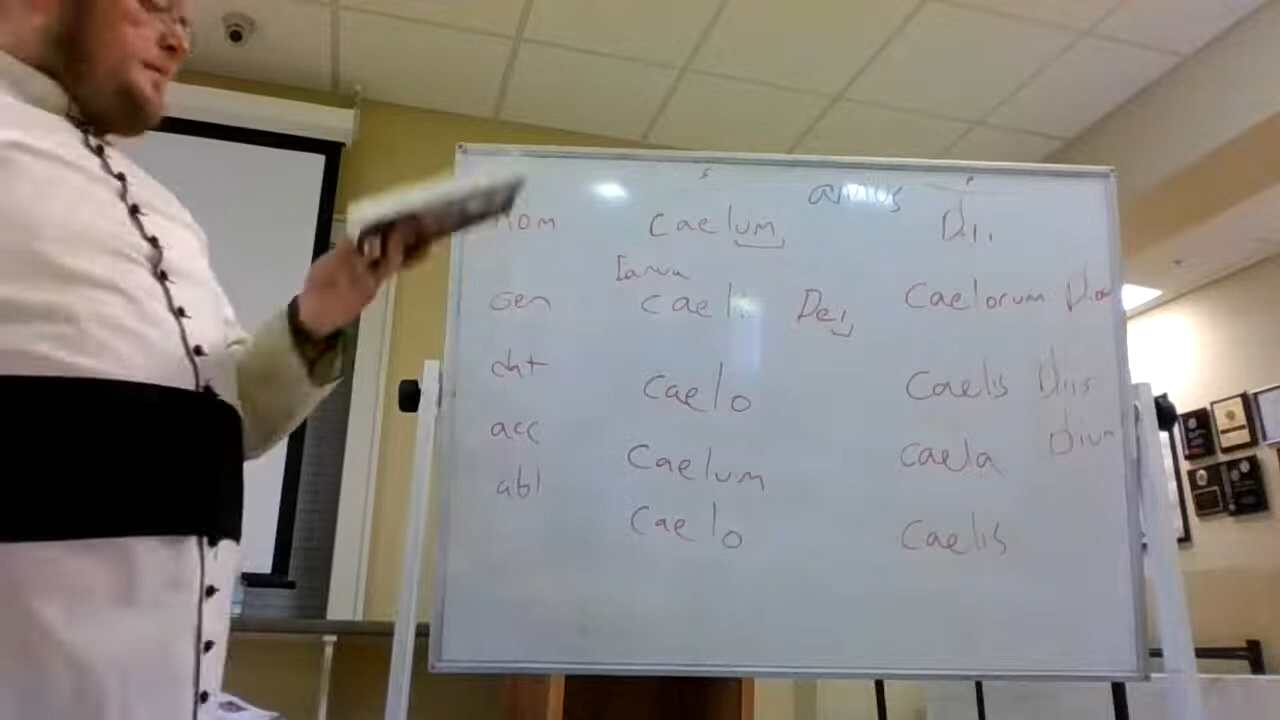 s annus p
nom caelum Dii
Ianua
gen caeli Dei caelorum
dat caelo caelis Diis
acc caelum caela
abl caelo caelis